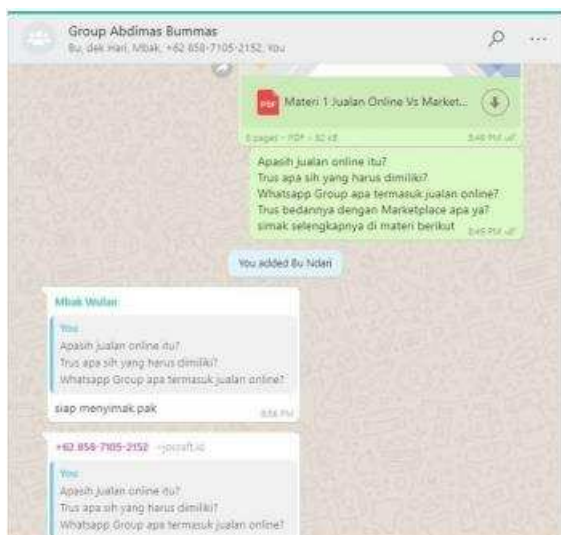 Group Abdimas Bummas
Bu, dek Hari, Mbak, +62 858-7105-2152, You
PDF
Materi 1 Jualan Online Vs Market...
PDF
Apasih jualan online itu?
Trus apa sih yang harus dimiliki?
Whatsapp Group apa termasuk jualan online?
Trus bedannya dengan Marketplace apa ya?
simak selengkapnya di materi berikut
You added Bu Ndari
Mbak Wulan
You
Apasih jualan online itu?
Trus apa sih yang harus dimiliki?
Whatsapp Group apa termasuk jualan online?
siap menyimak pak
+62 858-7105-2152
You
Apasih jualan online itu?
Trus apa sih yang harus dimiliki?
Whatsapp Group apa termasuk jualan online?